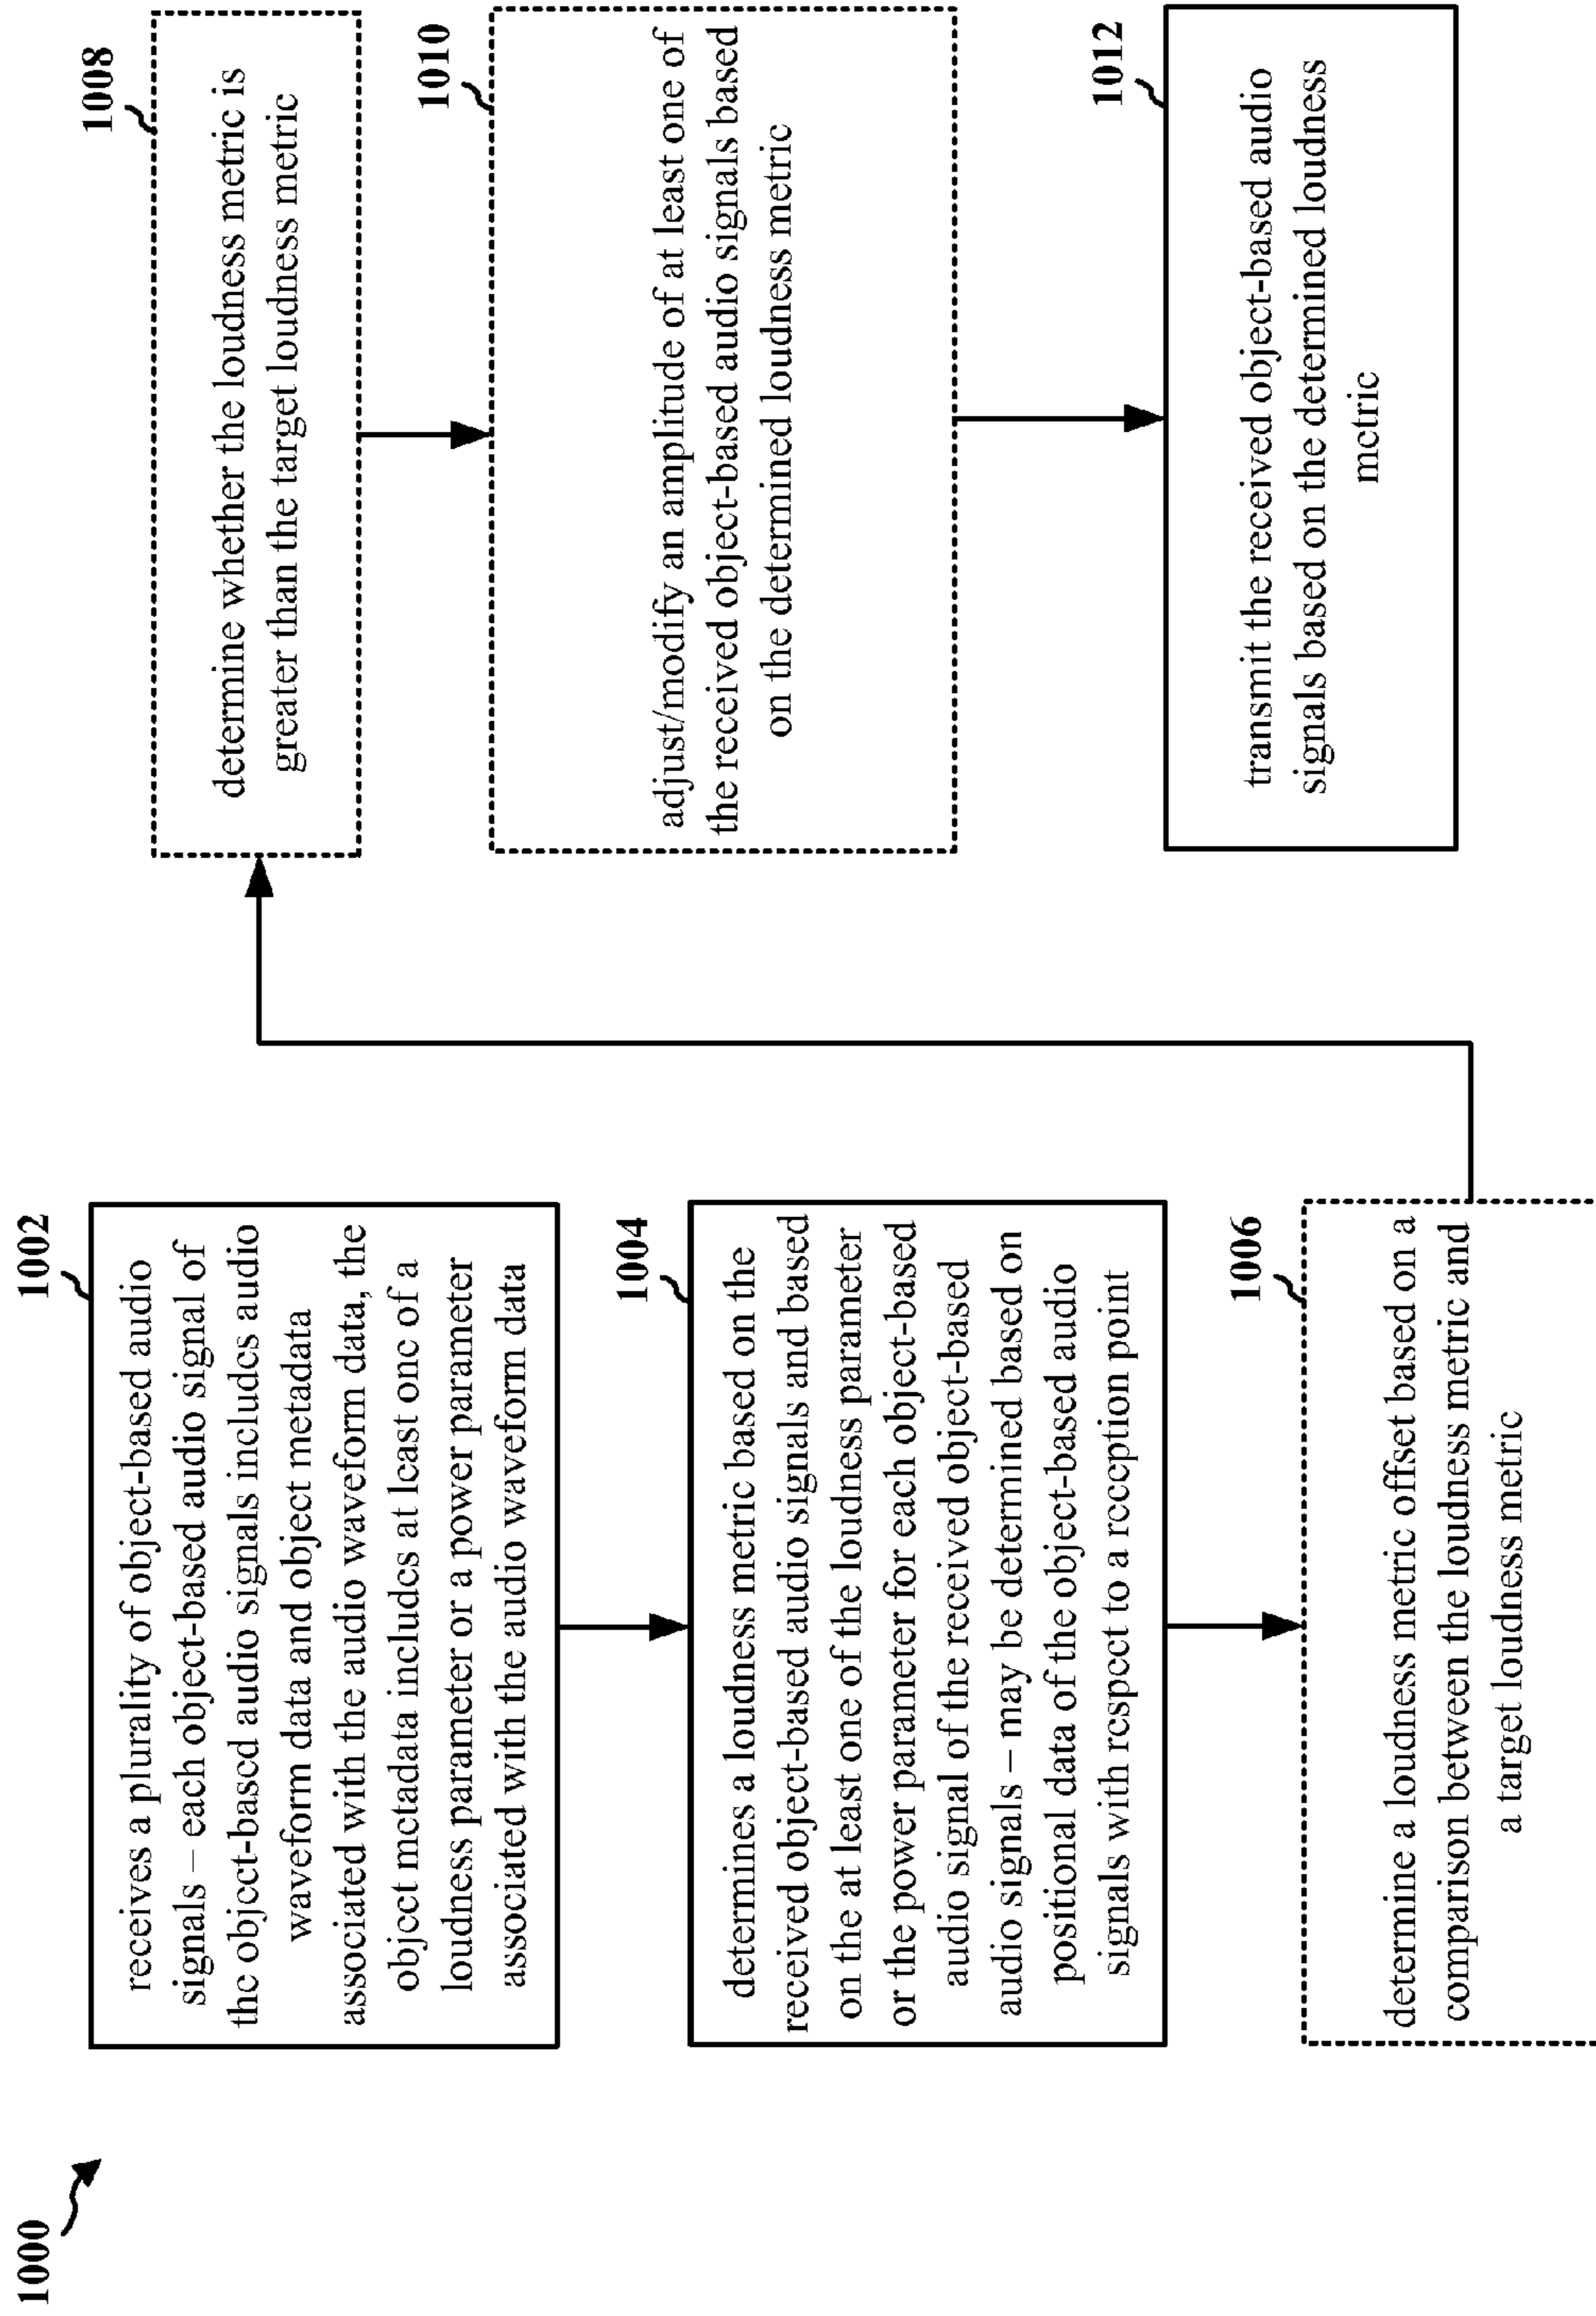 1000
1002
receives a plurality of object-based audio
signals – each object-based audio signal of
the object-based audio signals includes audio
waveform data and object metadata
associated with the audio waveform data, the
object metadata includes at least one of a
loudness parameter or a power parameter
associated with the audio waveform data
1004
determines a loudness metric based on the
received object-based audio signals and based
on the at least one of the loudness parameter
or the power parameter for each object-based
audio signal of the received object-based
audio signals – may be determined based on
positional data of the object-based audio
signals with respect to a reception point
1006
determine a loudness metric offset based on a
comparison between the loudness metric and
a target loudness metric
1008
determine whether the loudness metric is
greater than the target loudness metric
1010
adjust/modify an amplitude of at least one of
the received object-based audio signals based
on the determined loudness metric
1012
transmit the received object-based audio
signals based on the determined loudness
metric